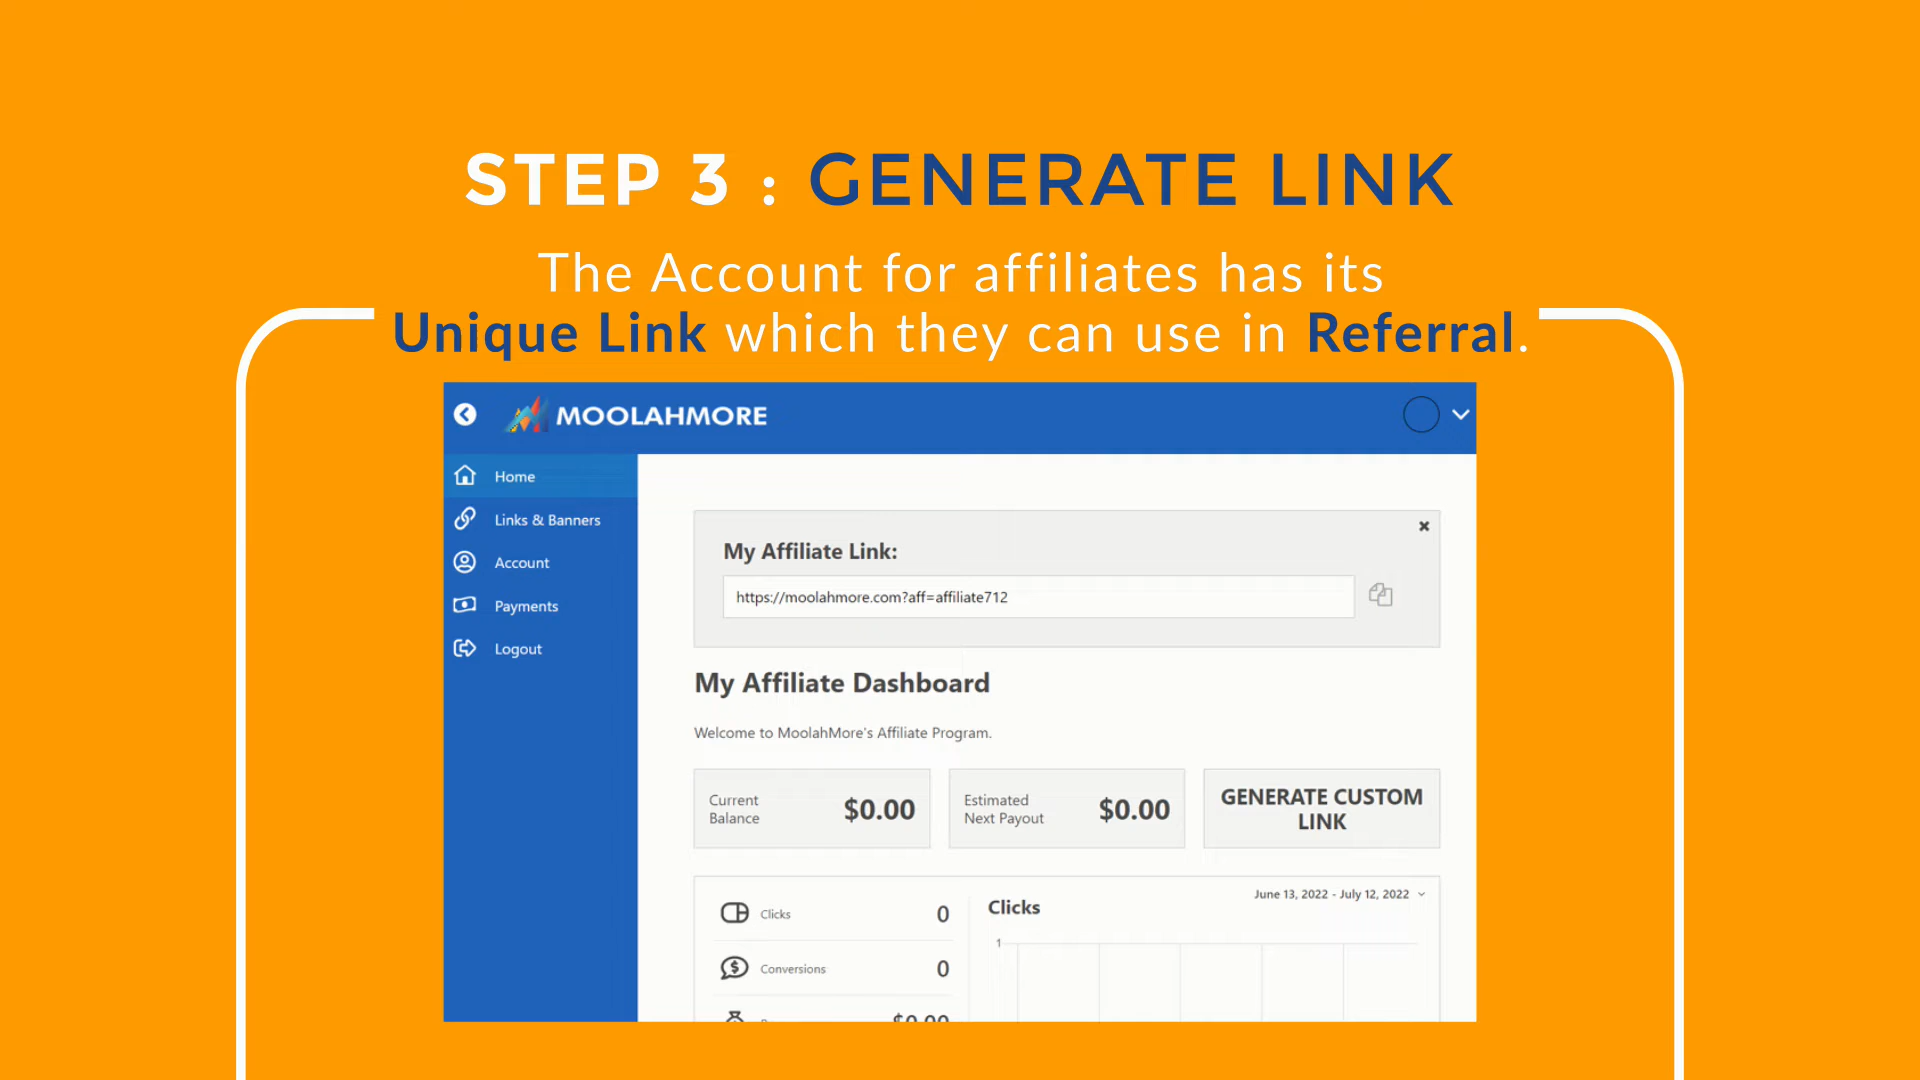 STEP 3 : GENERATE LINK
The Account for affiliates has its
Unique Link which they can use in Referral.
MOOLAHMORE
Home
Links & Banners
Account
Payments
Logout
My Affiliate Link:
https://moolahmore.com?aff=affiliate712
My Affiliate Dashboard
Welcome to MoolahMore's Affiliate Program.
Current
Balance
$0.00
Estimated
Next Payout
$0.00
GENERATE CUSTOM
LINK
Clicks
0
Conversions
0
$0.00
Clicks
June 13, 2022 - July 12, 2022
1